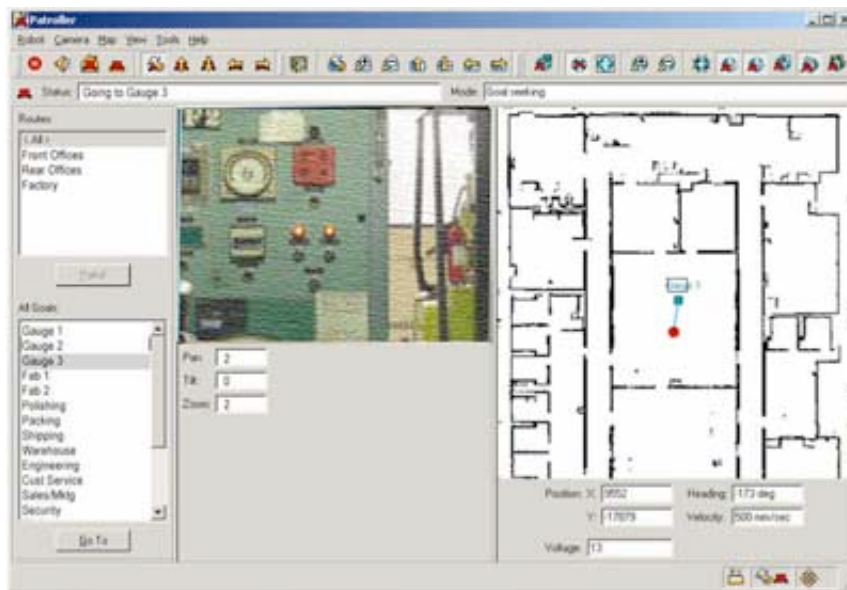 Patroller
Robot Camera Map View Tools Help
Status: Going to Gauge 3
Mode: Goal seeking
Routes:
Front Offices
Rear Offices
Factory
Patrol
All Goals:
Gauge 1
Gauge 2
Gauge 3
Fab 1
Fab 2
Polishing
Packing
Shipping
Warehouse
Engineering
Cust Service
Sales/Mktg
Security
Go To
Pan: 2
Tilt: 0
Zoom: 2
Gauge 3
Position: X: 9552
Heading: -173 deg
Y: -17879
Velocity: 500 mm/sec
Voltage: 13